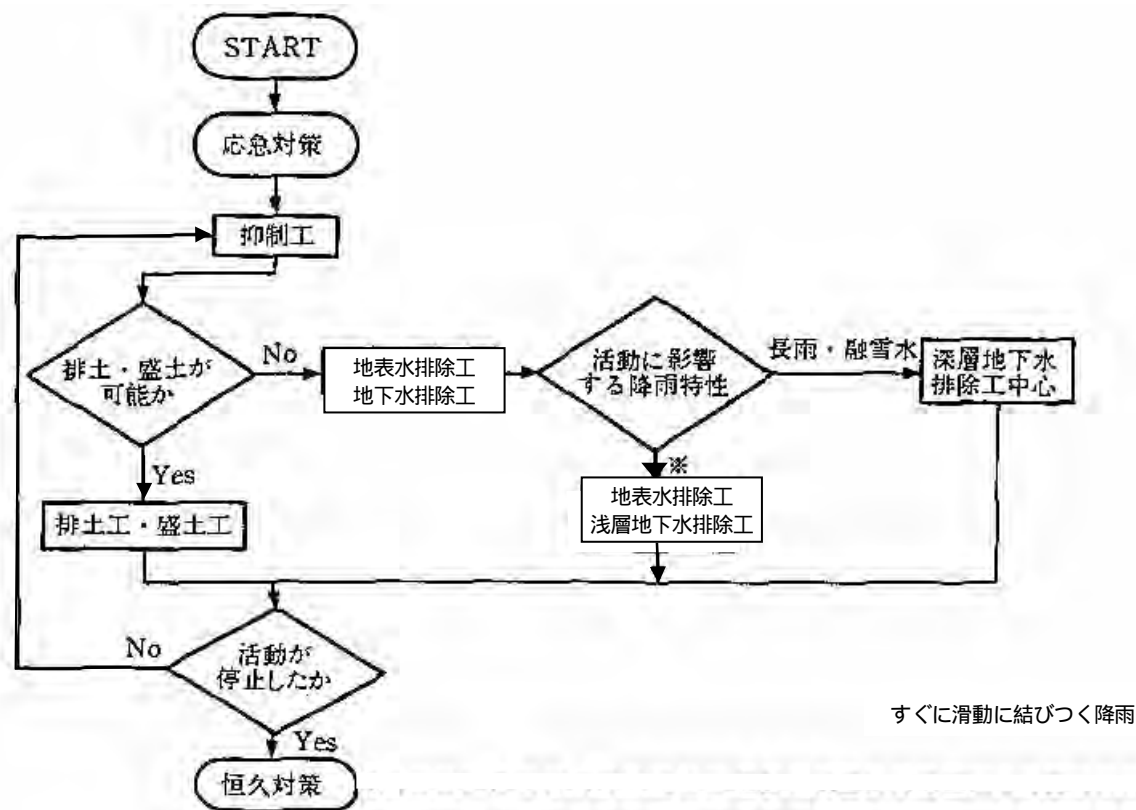 START
応急対策
抑制工
排土・盛土が
可能か
No
地表水排除工
地下水排除工
活動に影響
する降雨特性
長雨・融雪水
深層地下水
排除工中心
Yes
排土工・盛土工
※
地表水排除工
浅層地下水排除工
No
活動が
停止したか
すぐに滑動に結びつく降雨
Yes
恒久対策